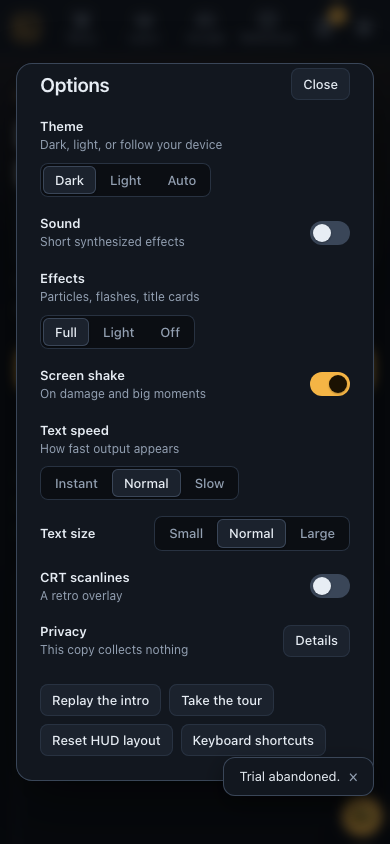 Options
Close
Theme
Dark, light, or follow your device
Dark Light Auto
Sound
Short synthesized effects
Effects
Particles, flashes, title cards
Full Light Off
Screen shake
On damage and big moments
Text speed
How fast output appears
Instant Normal Slow
Text size
Small Normal Large
CRT scanlines
A retro overlay
Privacy
This copy collects nothing
Details
Replay the intro Take the tour
Reset HUD layout Keyboard shortcuts
Trial abandoned. ×